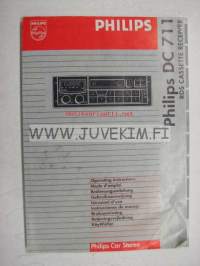 PHILIPS
PHILIPS
Philips DC 711
RDS CASSETTE RECEIVER
WWW.JUVEKIM.FI
Operating instructions
Mode d'emploi
Bedienungsanleitung
Gebruiksaanwijzing
Istruzioni d'uso
Instrucciones de manejo
Bruksanvisning
Betjeningsvejledning
Käyttöohje
Philips Car Stereo